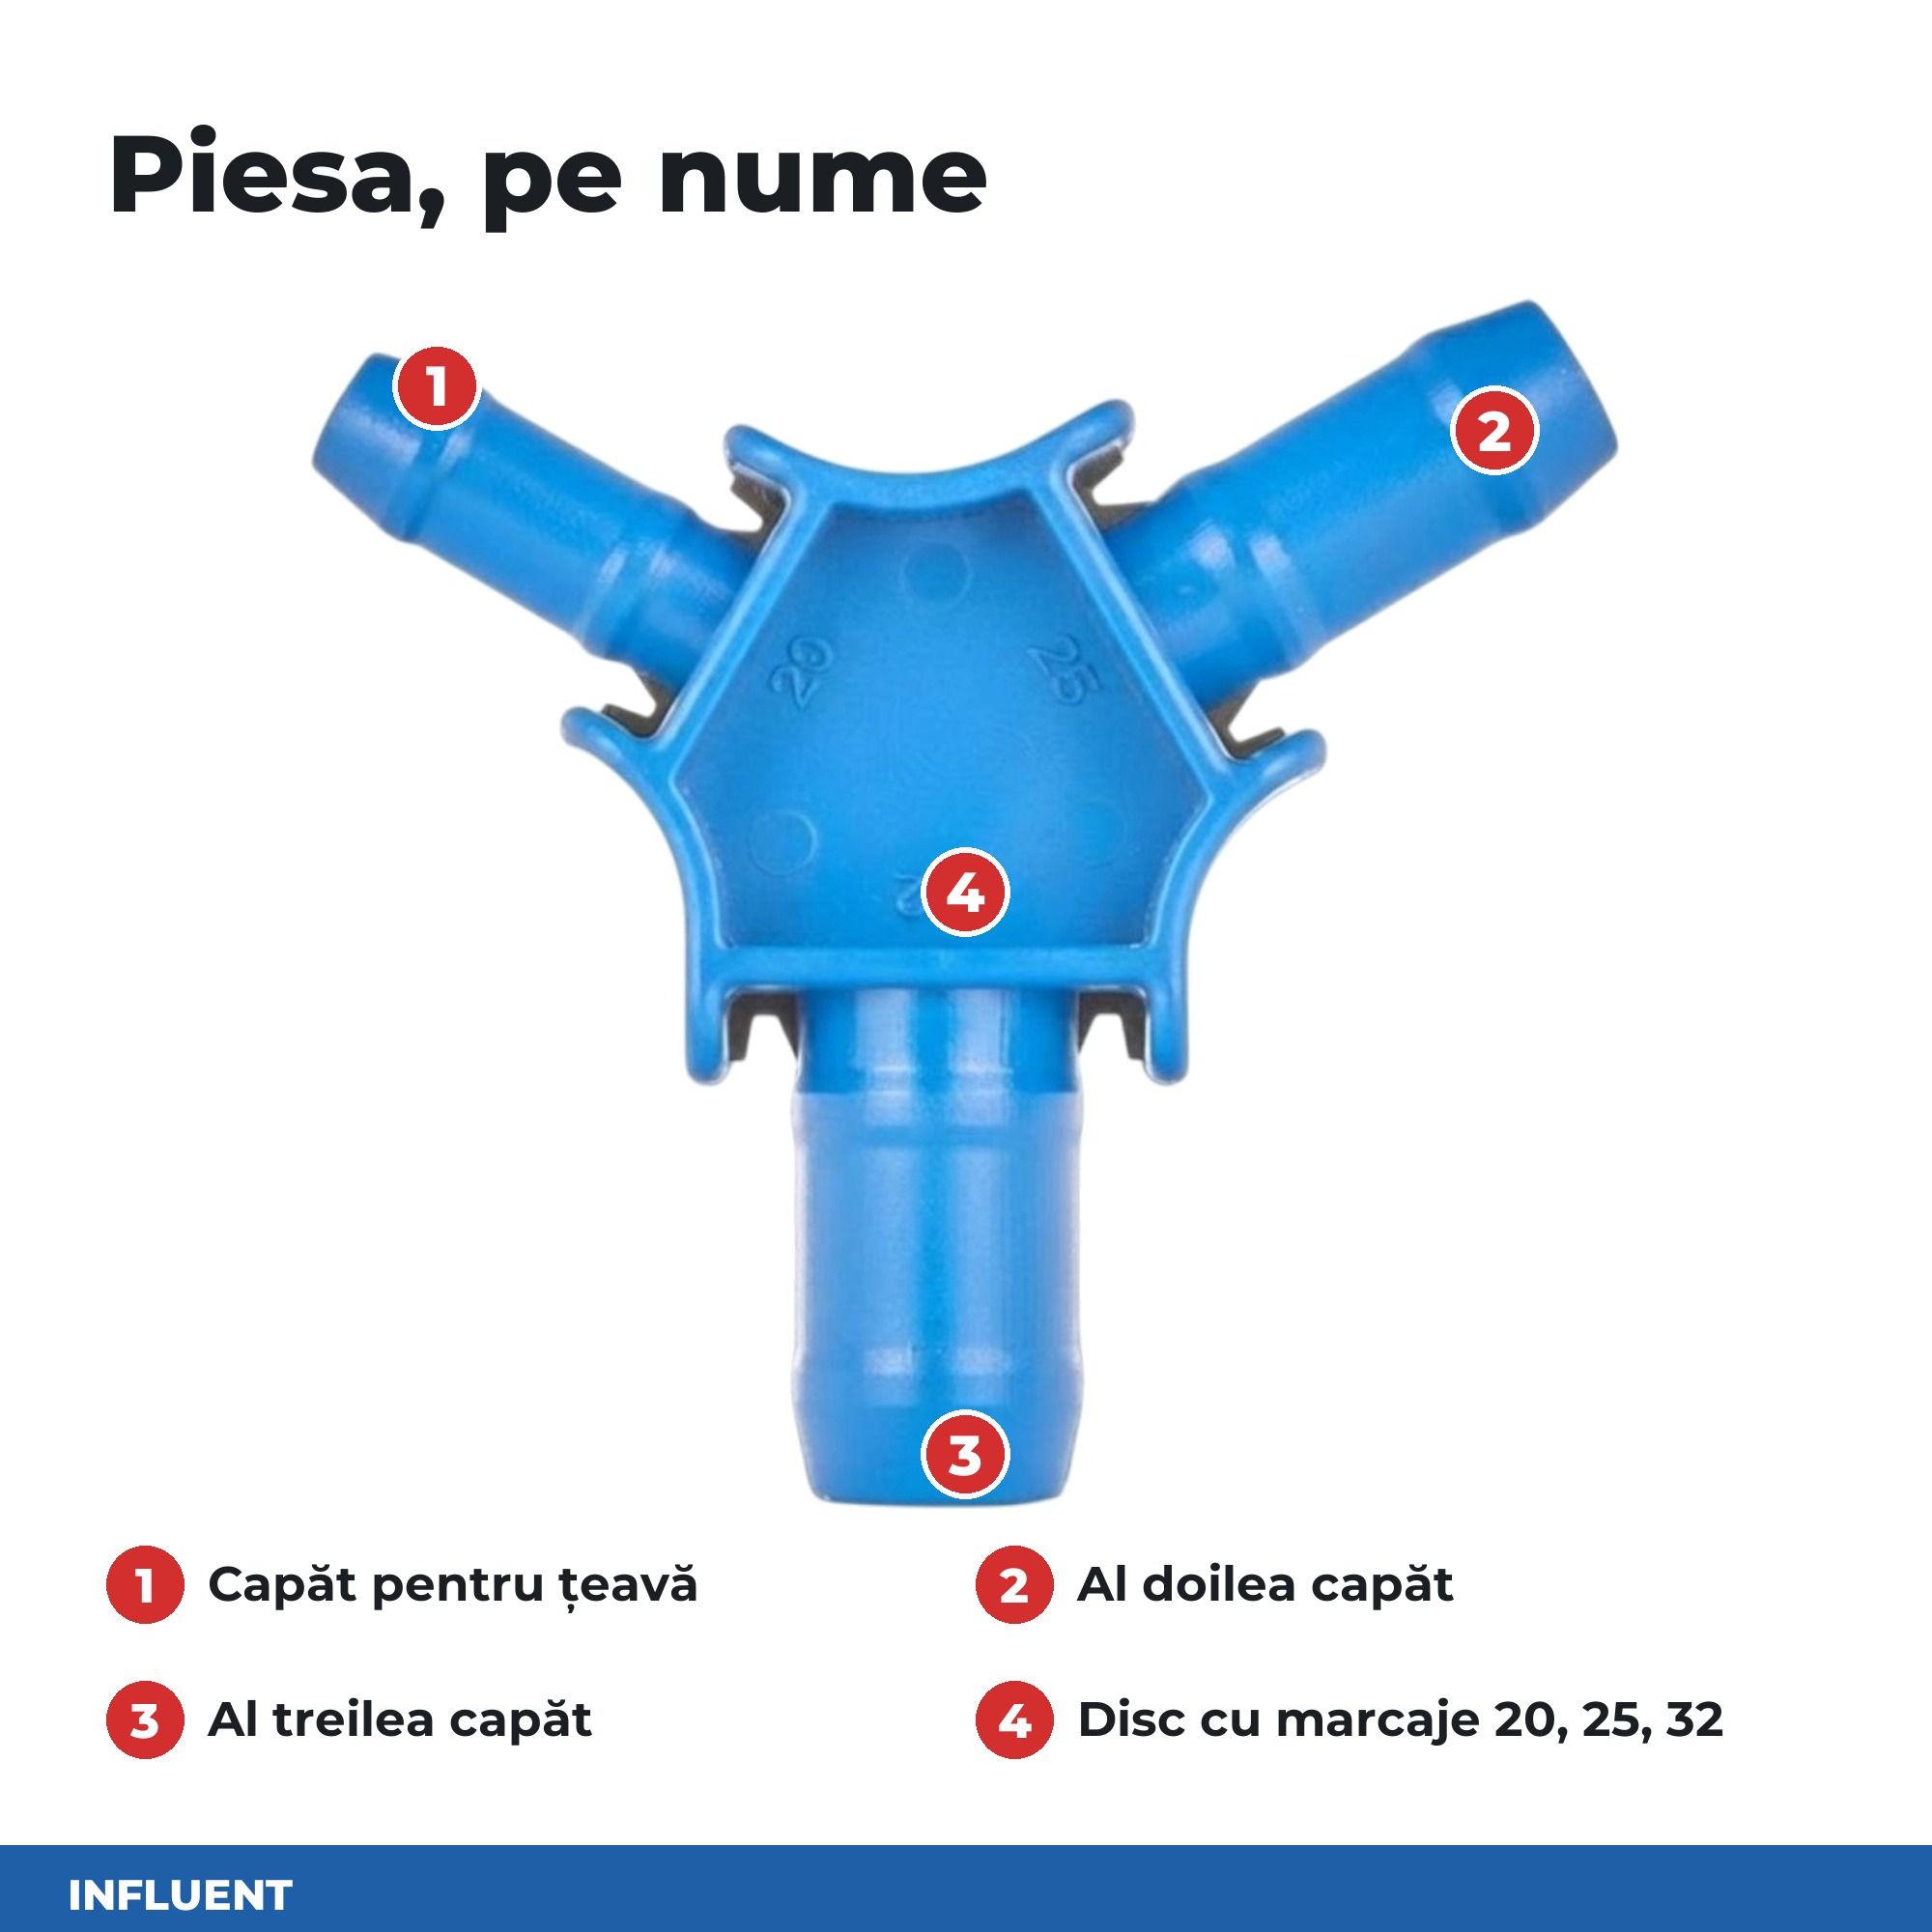 Piesa, pe nume
1
2
20
25
2
4
3
1 Capăt pentru țeavă
2 Al doilea capăt
3 Al treilea capăt
4 Disc cu marcaje 20, 25, 32
INFLUENT